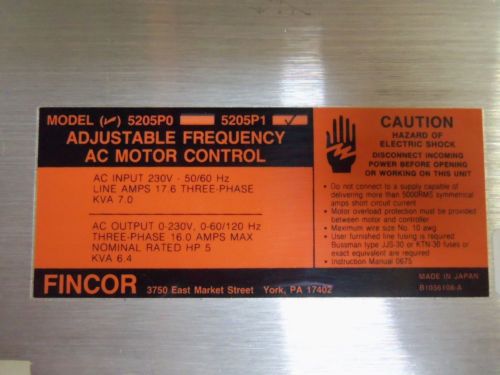 MODEL (✓) 5205P0 5205P1 ✓
ADJUSTABLE FREQUENCY
AC MOTOR CONTROL
AC INPUT 230V - 50/60 Hz
LINE AMPS 17.6 THREE-PHASE
KVA 7.0
AC OUTPUT 0-230V, 0-60/120 Hz
THREE-PHASE 16.0 AMPS MAX
NOMINAL RATED HP 5
KVA 6.4
FINCOR 3750 East Market Street York, PA 17402
CAUTION
HAZARD OF
ELECTRIC SHOCK
DISCONNECT INCOMING
POWER BEFORE OPENING
OR WORKING ON THIS UNIT
• Do not connect to a supply capable of
delivering more than 5000RMS symmetrical
amps short circuit current
• Motor overload protection must be provided
between motor and controller
• Maximum wire size No. 10 awg
• User furnished line fusing is required
Bussman type JJS-30 or KTN-30 fuses or
exact equivalent are required
• Instruction Manual 0675
MADE IN JAPAN
B1056108-A